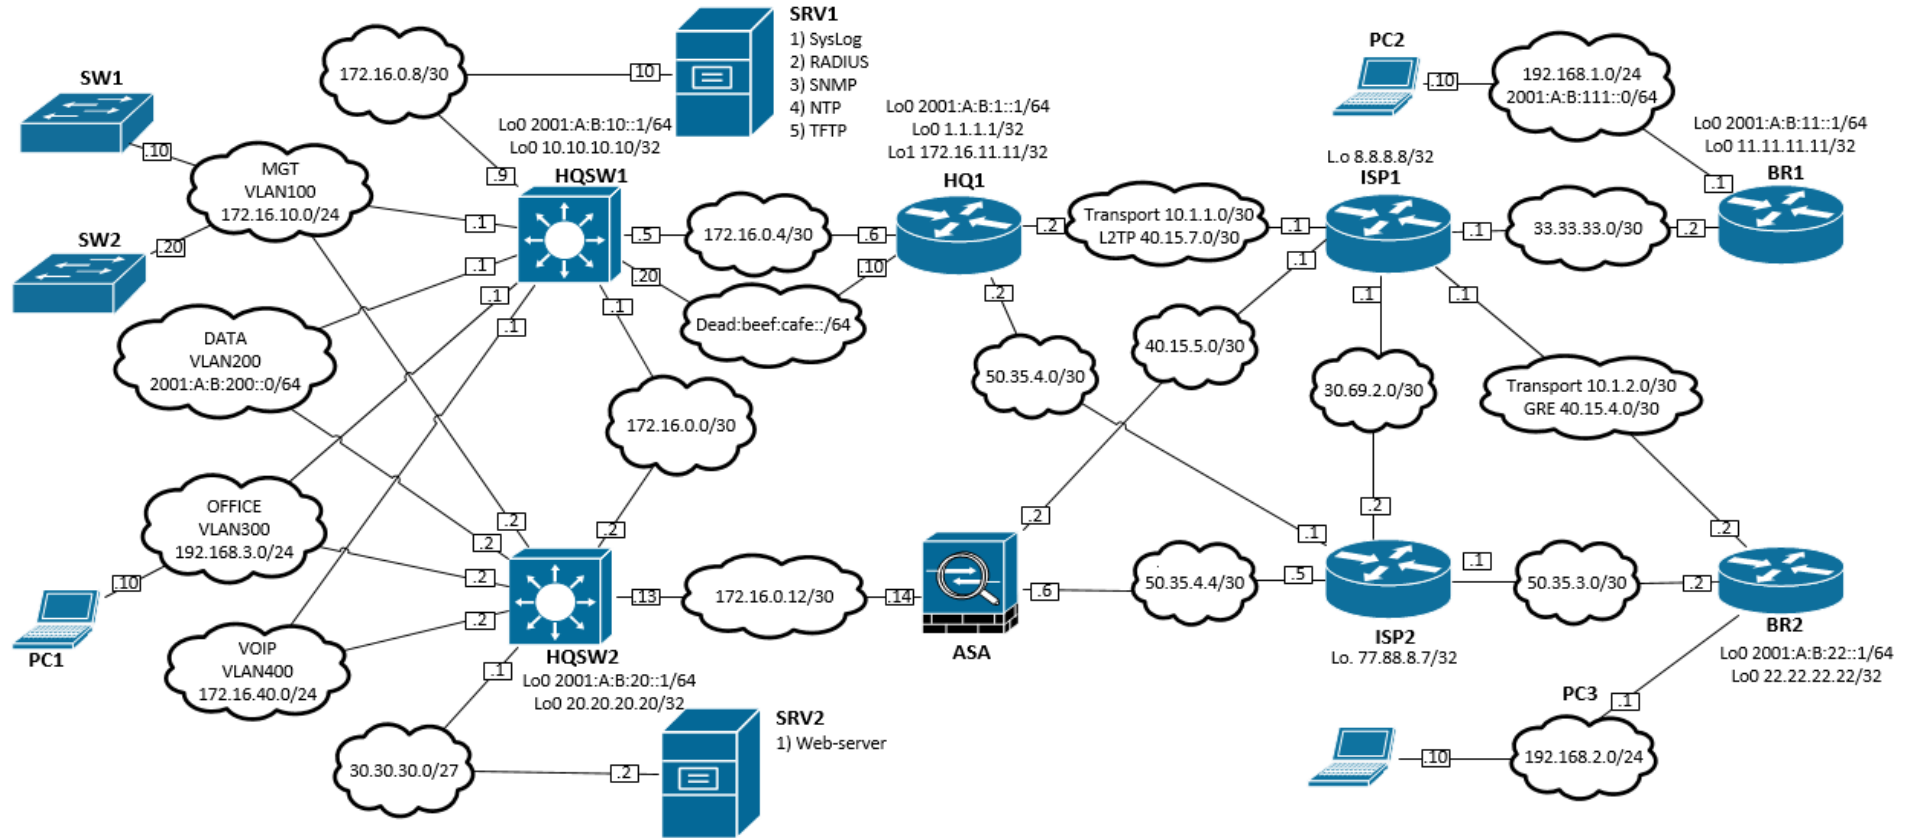 SRV1
1) SysLog
2) RADIUS
3) SNMP
4) NTP
5) TFTP
172.16.0.8/30
10
.9
SW1
.10
SW2
.20
MGT
VLAN100
172.16.10.0/24
.1
.2
Lo0 2001:A:B:10::1/64
Lo0 10.10.10.10/32
HQSW1
Lo0 2001:A:B:1::1/64
Lo0 1.1.1.1/32
Lo1 172.16.11.11/32
HQ1
.5
172.16.0.4/30
.6
.20
Dead:beef:cafe::/64
.10
DATA
VLAN200
2001:A:B:200::0/64
.1
.2
OFFICE
VLAN300
192.168.3.0/24
.1
.2
.10
PC1
VOIP
VLAN400
172.16.40.0/24
.1
.2
.1
172.16.0.0/30
.2
HQSW2
Lo0 2001:A:B:20::1/64
Lo0 20.20.20.20/32
.1
30.30.30.0/27
.2
SRV2
1) Web-server
.13
172.16.0.12/30
.14
ASA
.2
Transport 10.1.1.0/30
L2TP 40.15.7.0/30
.1
.2
50.35.4.0/30
.1
.1
40.15.5.0/30
.2
.6
50.35.4.4/30
.5
L.o 8.8.8.8/32
ISP1
.1
30.69.2.0/30
.2
ISP2
Lo. 77.88.8.7/32
PC2
.10
192.168.1.0/24
2001:A:B:111::0/64
.1
Lo0 2001:A:B:11::1/64
Lo0 11.11.11.11/32
BR1
.1
33.33.33.0/30
.2
.1
Transport 10.1.2.0/30
GRE 40.15.4.0/30
.2
.1
50.35.3.0/30
.2
BR2
Lo0 2001:A:B:22::1/64
Lo0 22.22.22.22/32
PC3
.1
.10
192.168.2.0/24